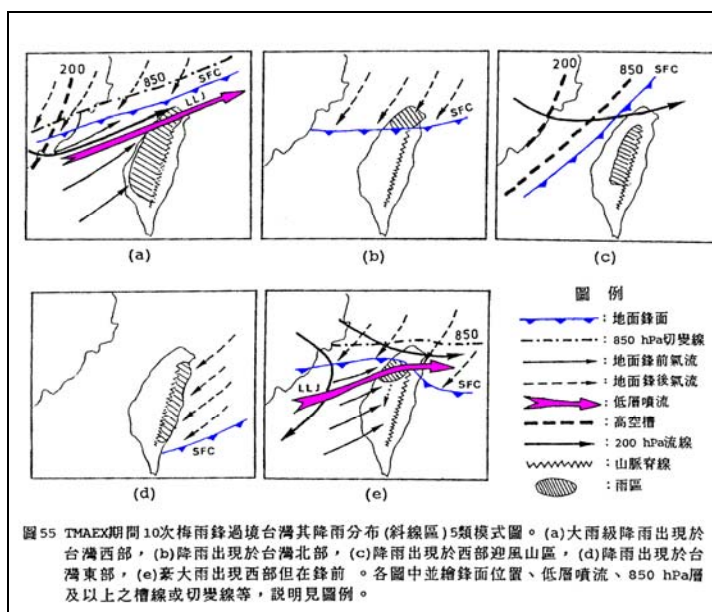 200
850
SFC
LLJ
(a)
SFC
(b)
200
850
SFC
(c)
SFC
(d)
850
LLJ
SFC
(e)
圖 例
：地面鋒面
：850 hPa切變線
：地面鋒前氣流
：地面鋒後氣流
：低層噴流
：高空槽
：200 hPa流線
：山脈脊線
：雨區
圖55 TMAEX期間10次梅雨鋒過境台灣其降雨分布(斜線區)5類模式圖。(a)大雨級降雨出現於
台灣西部，(b)降雨出現於台灣北部，(c)降雨出現於西部迎風山區，(d)降雨出現於台
灣東部，(e)豪大雨出現西部但在鋒前 。各圖中並繪鋒面位置、低層噴流、850 hPa層
及以上之槽線或切變線等，説明見圖例。